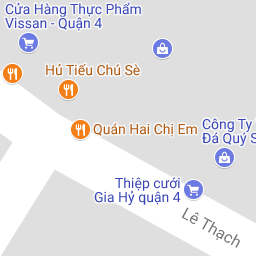 Cửa Hàng Thực Phẩm
Vissan - Quận 4
Hủ Tiếu Chú Sè
Quán Hai Chị Em
Công Ty
Đá Quý S
Thiệp cưới
Gia Hỷ quận 4
Lê Thạch